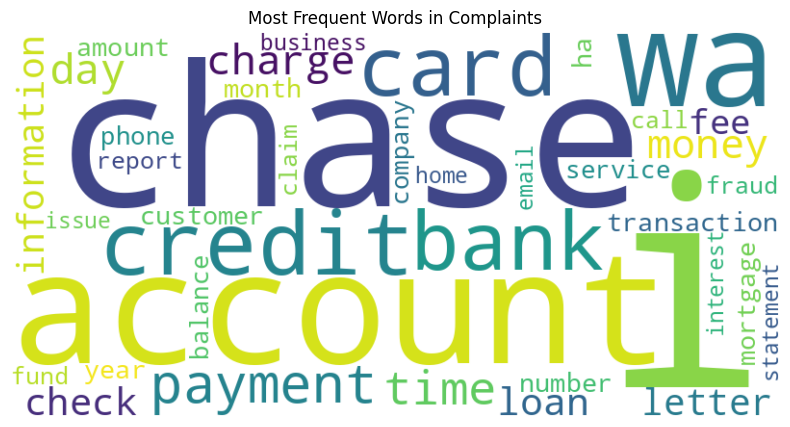 Most Frequent Words in Complaints
amount
business
charge
card
ha
wa
day
month
information
chase
phone
report
claim
company
home
email
call
fee
money
service
fraud
issue
customer
transaction
credit
bank
i
account
balance
interest
mortgage
statement
fund
year
payment
time
number
check
loan
letter